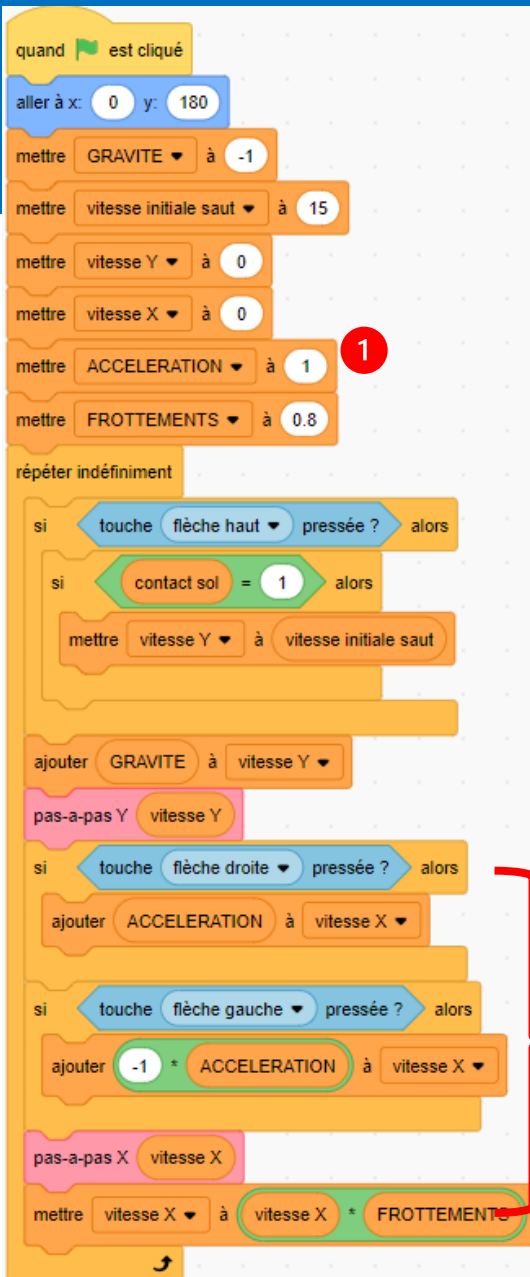 quand est cliqué
aller à x: 0 y: 180
mettre GRAVITE à -1
mettre vitesse initiale saut à 15
mettre vitesse Y à 0
mettre vitesse X à 0
mettre ACCELERATION à 1
1
mettre FROTTEMENTS à 0.8
répéter indéfiniment
si touche flèche haut pressée ? alors
si contact sol = 1 alors
mettre vitesse Y à vitesse initiale saut
ajouter GRAVITE à vitesse Y
pas-a-pas Y vitesse Y
si touche flèche droite pressée ? alors
ajouter ACCELERATION à vitesse X
si touche flèche gauche pressée ? alors
ajouter -1 * ACCELERATION à vitesse X
pas-a-pas X vitesse X
mettre vitesse X à vitesse X * FROTTEMENTS